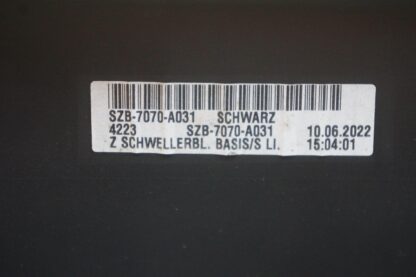 SZB-7070-A031 SCHWARZ
4223 SZB-7070-A031 10.06.2022
Z SCHWELLERBL. BASIS/S LI. 15:04:01